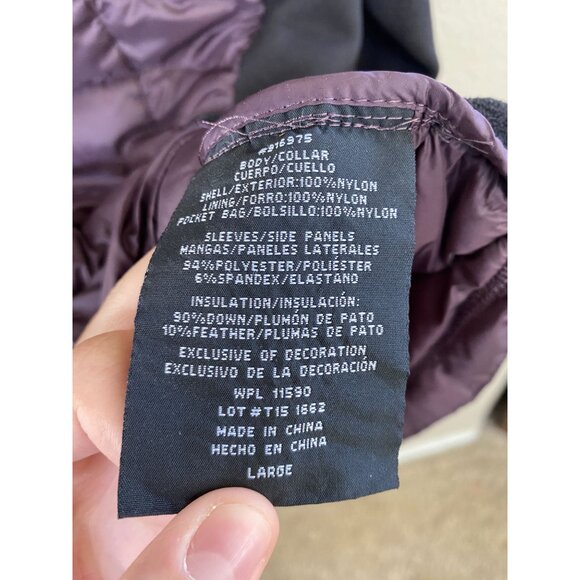 #916975
BODY/COLLAR
CUERPO/CUELLO
SHELL/EXTERIOR:100%NYLON
LINING/FORRO:100%NYLON
POCKET BAG/BOLSILLO:100%NYLON
SLEEVES/SIDE PANELS
MANGAS/PANELES LATERALES
94%POLYESTER/POLIÉSTER
6%SPANDEX/ELASTANO
INSULATION/INSULACIÓN:
90%DOWN/PLUMÓN DE PATO
10%FEATHER/PLUMAS DE PATO
EXCLUSIVE OF DECORATION
EXCLUSIVO DE LA DECORACIÓN
WPL 11590
LOT #T15 1662
MADE IN CHINA
HECHO EN CHINA
LARGE